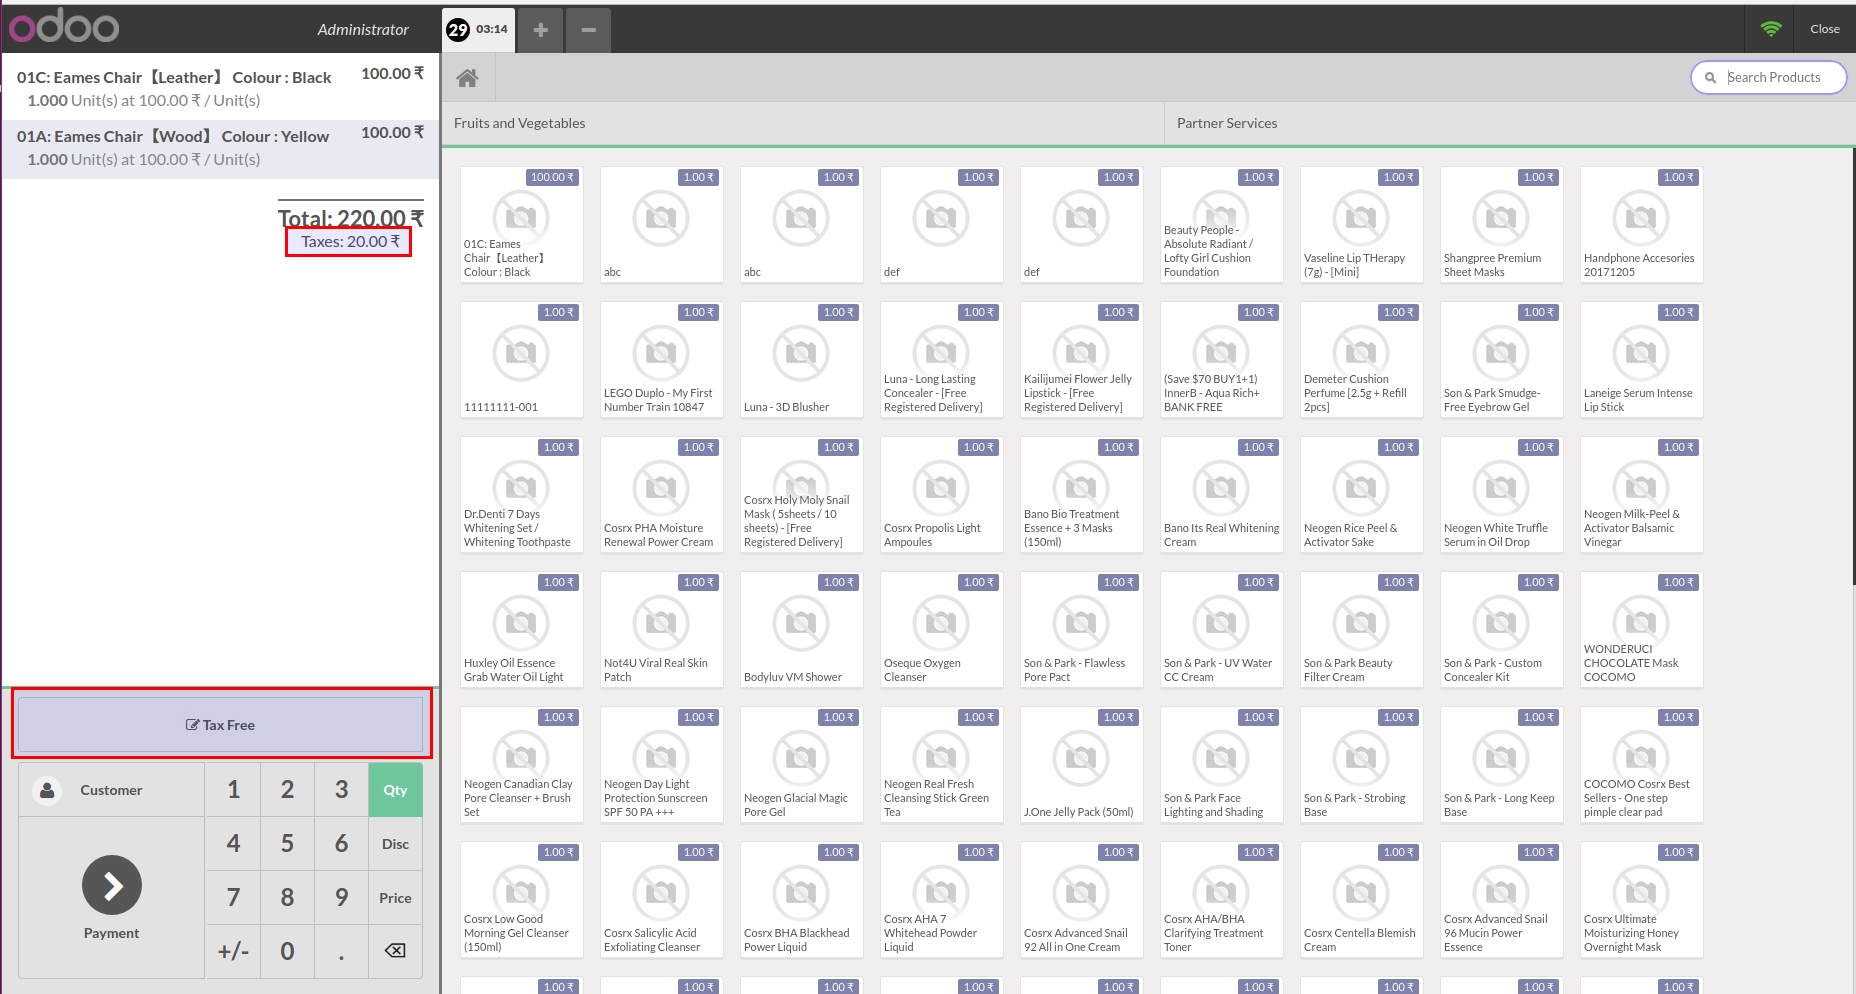 odoo
Administrator
29 03:14
Close
01C: Eames Chair【Leather】 Colour : Black 100.00 ₹
1.000 Unit(s) at 100.00 ₹ / Unit(s)
01A: Eames Chair【Wood】 Colour : Yellow 100.00 ₹
1.000 Unit(s) at 100.00 ₹ / Unit(s)
Total: 220.00 ₹
Taxes: 20.00 ₹
Tax Free
Customer
Payment
1 2 3 Qty
4 5 6 Disc
7 8 9 Price
+/- 0 .
Search Products
Fruits and Vegetables
Partner Services
100.00 ₹
01C: Eames
Chair【Leather】
Colour : Black
1.00 ₹
abc
1.00 ₹
abc
1.00 ₹
def
1.00 ₹
def
1.00 ₹
Beauty People -
Absolute Radiant /
Lofty Girl Cushion
Foundation
1.00 ₹
Vaseline Lip THerapy
(7g) - [Mini]
1.00 ₹
Shangpree Premium
Sheet Masks
1.00 ₹
Handphone Accesories
20171205
1.00 ₹
11111111-001
1.00 ₹
LEGO Duplo - My First
Number Train 10847
1.00 ₹
Luna - 3D Blusher
1.00 ₹
Luna - Long Lasting
Concealer - [Free
Registered Delivery]
1.00 ₹
Kailijumei Flower Jelly
Lipstick - [Free
Registered Delivery]
1.00 ₹
(Save $70 BUY1+1)
InnerB - Aqua Rich+
BANK FREE
1.00 ₹
Demeter Cushion
Perfume [2.5g + Refill
2pcs]
1.00 ₹
Son & Park Smudge-
Free Eyebrow Gel
1.00 ₹
Laneige Serum Intense
Lip Stick
1.00 ₹
Dr.Denti 7 Days
Whitening Set /
Whitening Toothpaste
1.00 ₹
Cosrx PHA Moisture
Renewal Power Cream
1.00 ₹
Cosrx Holy Moly Snail
Mask ( 5sheets / 10
sheets) - [Free
Registered Delivery]
1.00 ₹
Cosrx Propolis Light
Ampoules
1.00 ₹
Bano Bio Treatment
Essence + 3 Masks
(150ml)
1.00 ₹
Bano Its Real Whitening
Cream
1.00 ₹
Neogen Rice Peel &
Activator Sake
1.00 ₹
Neogen White Truffle
Serum in Oil Drop
1.00 ₹
Neogen Milk-Peel &
Activator Balsamic
Vinegar
1.00 ₹
Huxley Oil Essence
Grab Water Oil Light
1.00 ₹
Not4U Viral Real Skin
Patch
1.00 ₹
Bodyluv VM Shower
1.00 ₹
Oseque Oxygen
Cleanser
1.00 ₹
Son & Park - Flawless
Pore Pact
1.00 ₹
Son & Park - UV Water
CC Cream
1.00 ₹
Son & Park Beauty
Filter Cream
1.00 ₹
Son & Park - Custom
Concealer Kit
1.00 ₹
WONDERUCI
CHOCOLATE Mask
COCOMO
1.00 ₹
Neogen Canadian Clay
Pore Cleanser + Brush
Set
1.00 ₹
Neogen Day Light
Protection Sunscreen
SPF 50 PA +++
1.00 ₹
Neogen Glacial Magic
Pore Gel
1.00 ₹
Neogen Real Fresh
Cleansing Stick Green
Tea
1.00 ₹
J.One Jelly Pack (50ml)
1.00 ₹
Son & Park Face
Lighting and Shading
1.00 ₹
Son & Park - Strobing
Base
1.00 ₹
Son & Park - Long Keep
Base
1.00 ₹
COCOMO Cosrx Best
Sellers - One step
pimple clear pad
1.00 ₹
Cosrx Low Good
Morning Gel Cleanser
(150ml)
1.00 ₹
Cosrx Salicylic Acid
Exfoliating Cleanser
1.00 ₹
Cosrx BHA Blackhead
Power Liquid
1.00 ₹
Cosrx AHA 7
Whitehead Powder
Liquid
1.00 ₹
Cosrx Advanced Snail
92 All in One Cream
1.00 ₹
Cosrx AHA/BHA
Clarifying Treatment
Toner
1.00 ₹
Cosrx Centella Blemish
Cream
1.00 ₹
Cosrx Advanced Snail
96 Mucin Power
Essence
1.00 ₹
Cosrx Ultimate
Moisturizing Honey
Overnight Mask
1.00 ₹
1.00 ₹
1.00 ₹
1.00 ₹
1.00 ₹
1.00 ₹
1.00 ₹
1.00 ₹
1.00 ₹